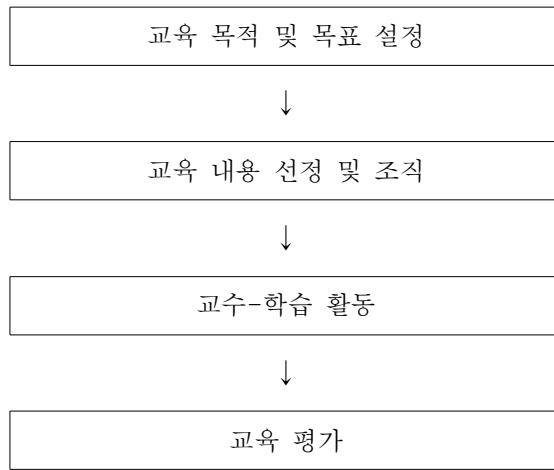 교육 목적 및 목표 설정
↓
교육 내용 선정 및 조직
↓
교수-학습 활동
↓
교육 평가